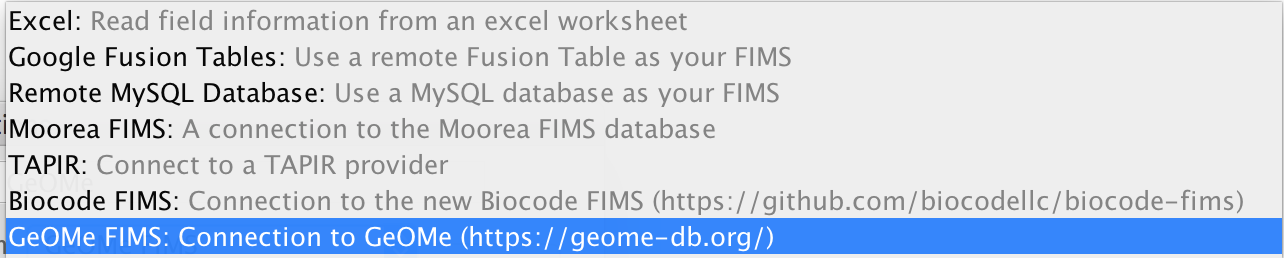 Excel: Read field information from an excel worksheet
Google Fusion Tables: Use a remote Fusion Table as your FIMS
Remote MySQL Database: Use a MySQL database as your FIMS
Moorea FIMS: A connection to the Moorea FIMS database
TAPIR: Connect to a TAPIR provider
Biocode FIMS: Connection to the new Biocode FIMS (https://github.com/biocodellc/biocode-fims)
GeOMe FIMS: Connection to GeOMe (https://geome-db.org/)